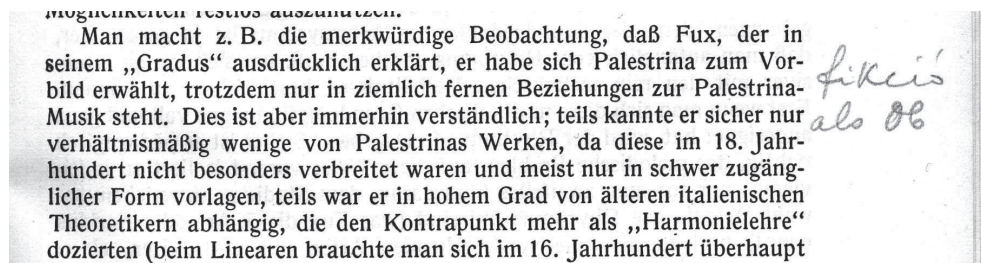 Möglichkeiten restlos auszunutzen.
Man macht z. B. die merkwürdige Beobachtung, daß Fux, der in
seinem „Gradus“ ausdrücklich erklärt, er habe sich Palestrina zum Vor-
bild erwählt, trotzdem nur in ziemlich fernen Beziehungen zur Palestrina-
Musik steht. Dies ist aber immerhin verständlich; teils kannte er sicher nur
verhältnismäßig wenige von Palestrinas Werken, da diese im 18. Jahr-
hundert nicht besonders verbreitet waren und meist nur in schwer zugäng-
licher Form vorlagen, teils war er in hohem Grad von älteren italienischen
Theoretikern abhängig, die den Kontrapunkt mehr als „Harmonielehre“
dozierten (beim Linearen brauchte man sich im 16. Jahrhundert überhaupt
fikció
als Ob